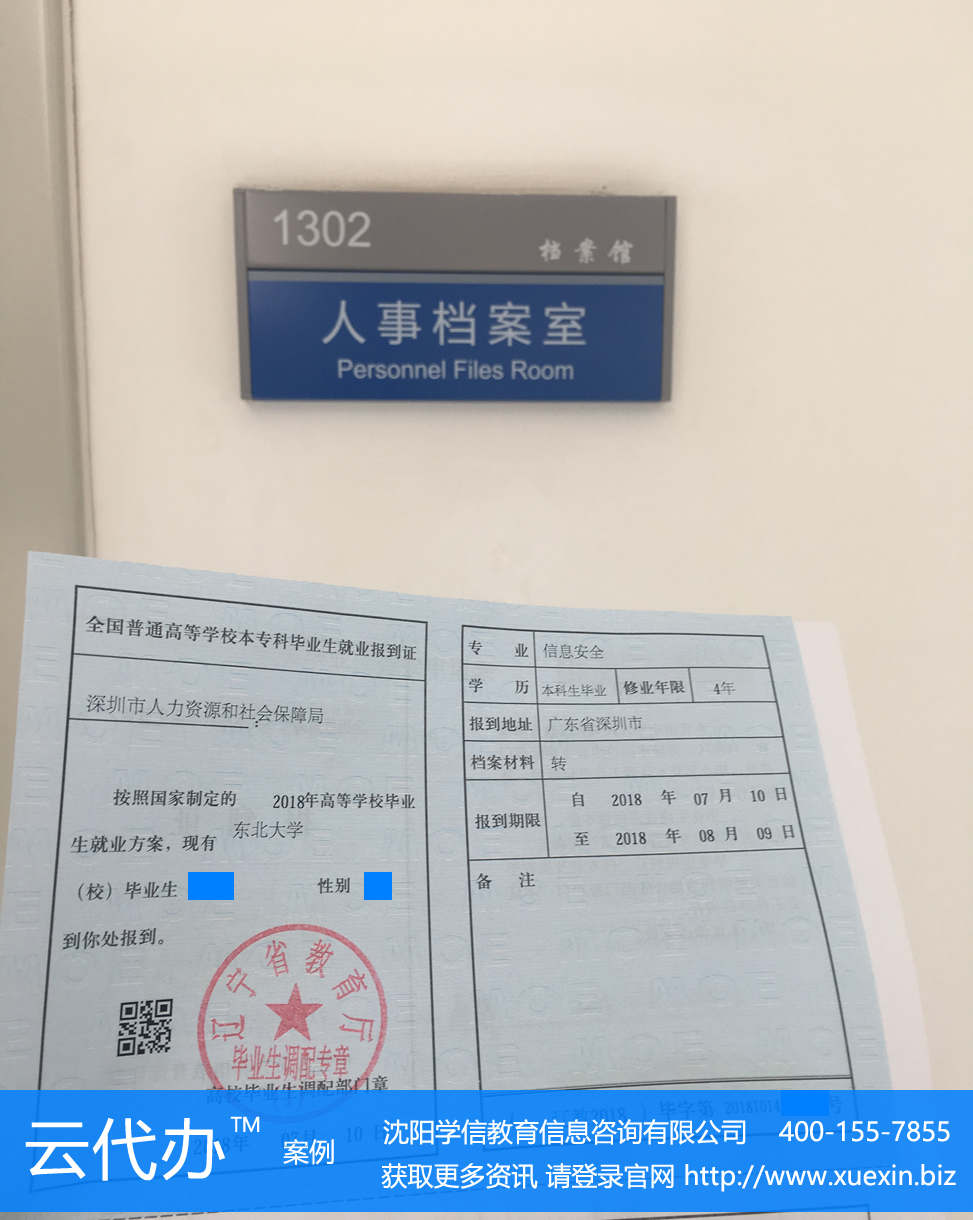 1302
档案馆
人事档案室
Personnel Files Room
全国普通高等学校本专科毕业生就业报到证
深圳市人力资源和社会保障局
：
按照国家制定的 2018年高等学校毕业
生就业方案，现有 东北大学
（校）毕业生 性别
到你处报到。
辽宁省教育厅
毕业生调配专章
高校毕业生调配部门章
专 业 信息安全
学 历 本科生毕业 修业年限 4年
报到地址 广东省深圳市
档案材料 转
报到期限
自 2018 年 07 月 10 日
至 2018 年 08 月 09 日
备 注
毕字第 20181014 号
云代办™ 案例
沈阳学信教育信息咨询有限公司 400-155-7855
获取更多资讯 请登录官网 http://www.xuexin.biz